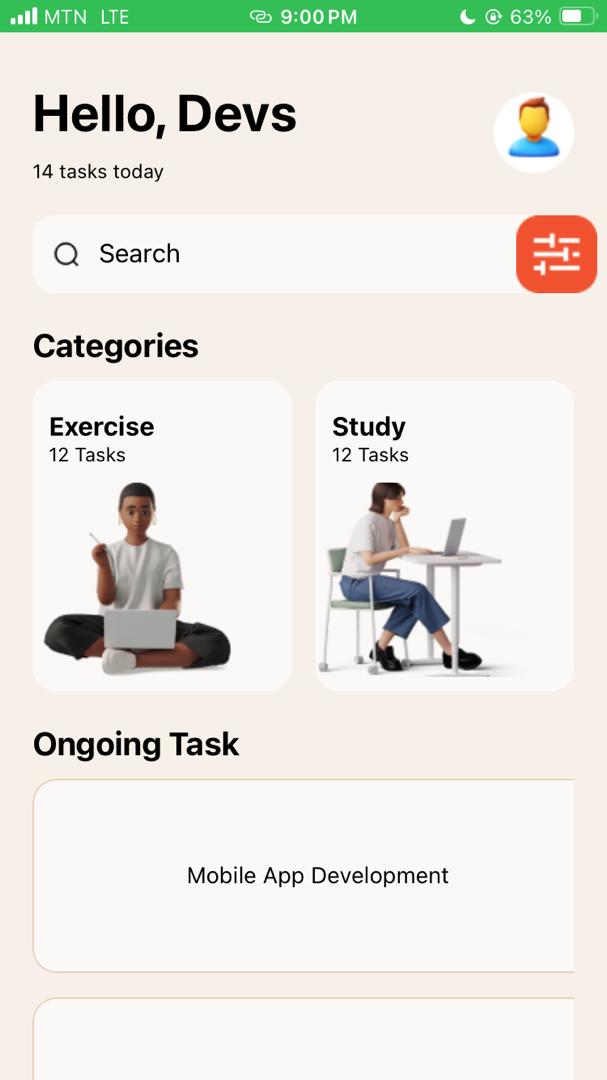 MTN LTE 9:00 PM 63%
Hello, Devs
14 tasks today
Search
Categories
Exercise
12 Tasks
Study
12 Tasks
Ongoing Task
Mobile App Development